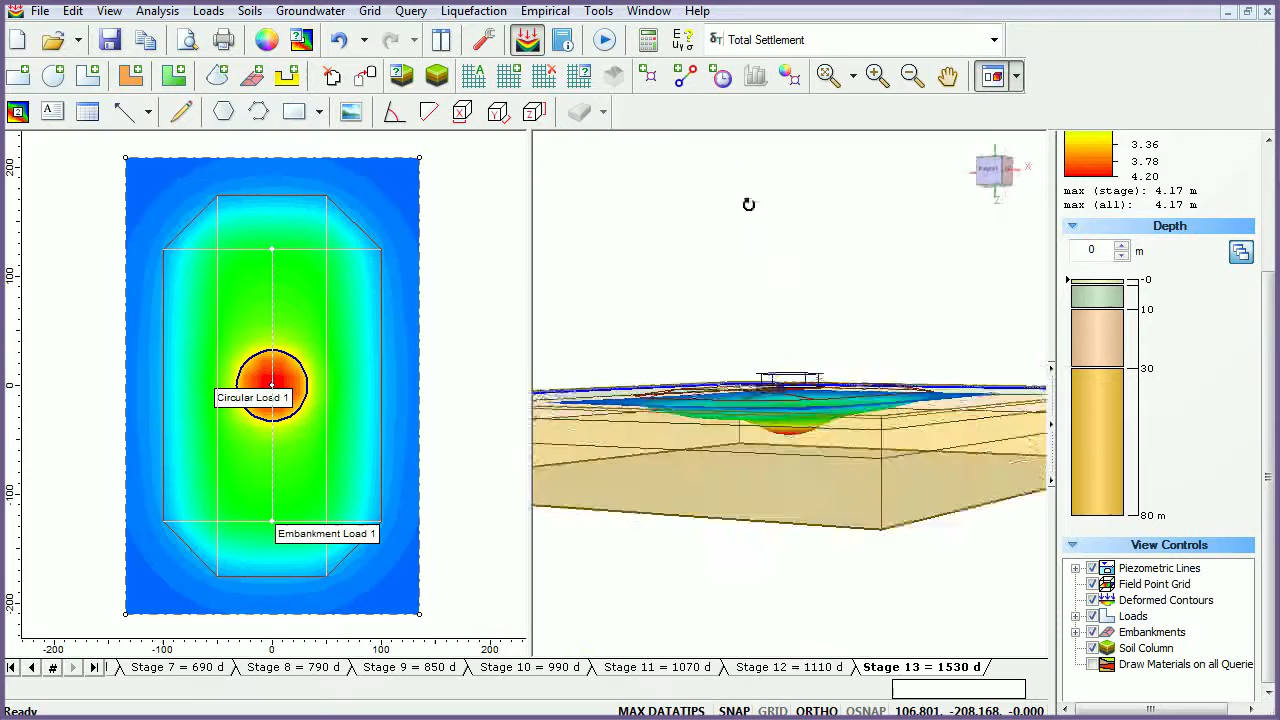 File Edit View Analysis Loads Soils Groundwater Grid Query Liquefaction Empirical Tools Window Help
δT Total Settlement
3.36
3.78
4.20
max (stage): 4.17 m
max (all): 4.17 m
Depth
0 m
0
10
30
80 m
200
100
0
-100
-200
Circular Load 1
Embankment Load 1
-200 -100 0 100 200
X
Z
View Controls
Piezometric Lines
Field Point Grid
Deformed Contours
Loads
Embankments
Soil Column
Draw Materials on all Querie
# Stage 7 = 690 d Stage 8 = 790 d Stage 9 = 850 d Stage 10 = 990 d Stage 11 = 1070 d Stage 12 = 1110 d Stage 13 = 1530 d
Ready MAX DATATIPS SNAP GRID ORTHO OSNAP 106.801, -208.168, -0.000